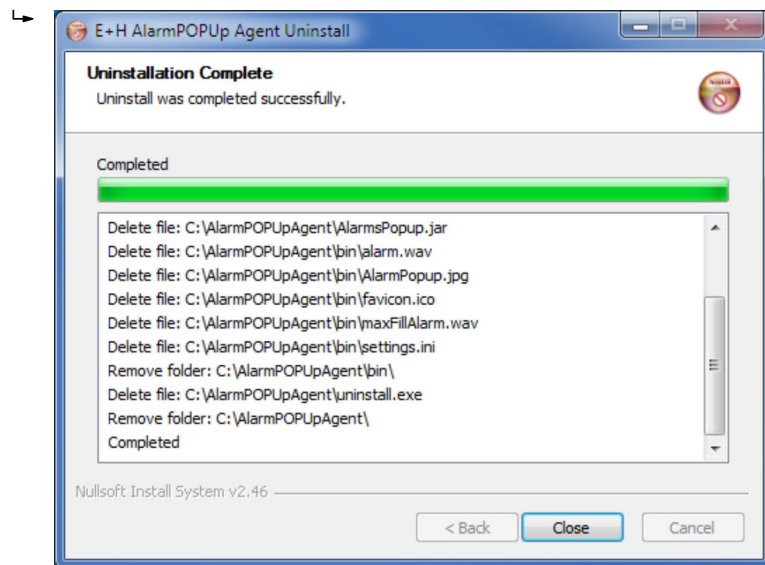 E+H AlarmPOPUp Agent Uninstall
Uninstallation Complete
Uninstall was completed successfully.
Completed
Delete file: C:\AlarmPOPUpAgent\AlarmsPopup.jar
Delete file: C:\AlarmPOPUpAgent\bin\alarm.wav
Delete file: C:\AlarmPOPUpAgent\bin\AlarmPopup.jpg
Delete file: C:\AlarmPOPUpAgent\bin\favicon.ico
Delete file: C:\AlarmPOPUpAgent\bin\maxFillAlarm.wav
Delete file: C:\AlarmPOPUpAgent\bin\settings.ini
Remove folder: C:\AlarmPOPUpAgent\bin\
Delete file: C:\AlarmPOPUpAgent\uninstall.exe
Remove folder: C:\AlarmPOPUpAgent\
Completed
Nullsoft Install System v2.46
< Back Close Cancel